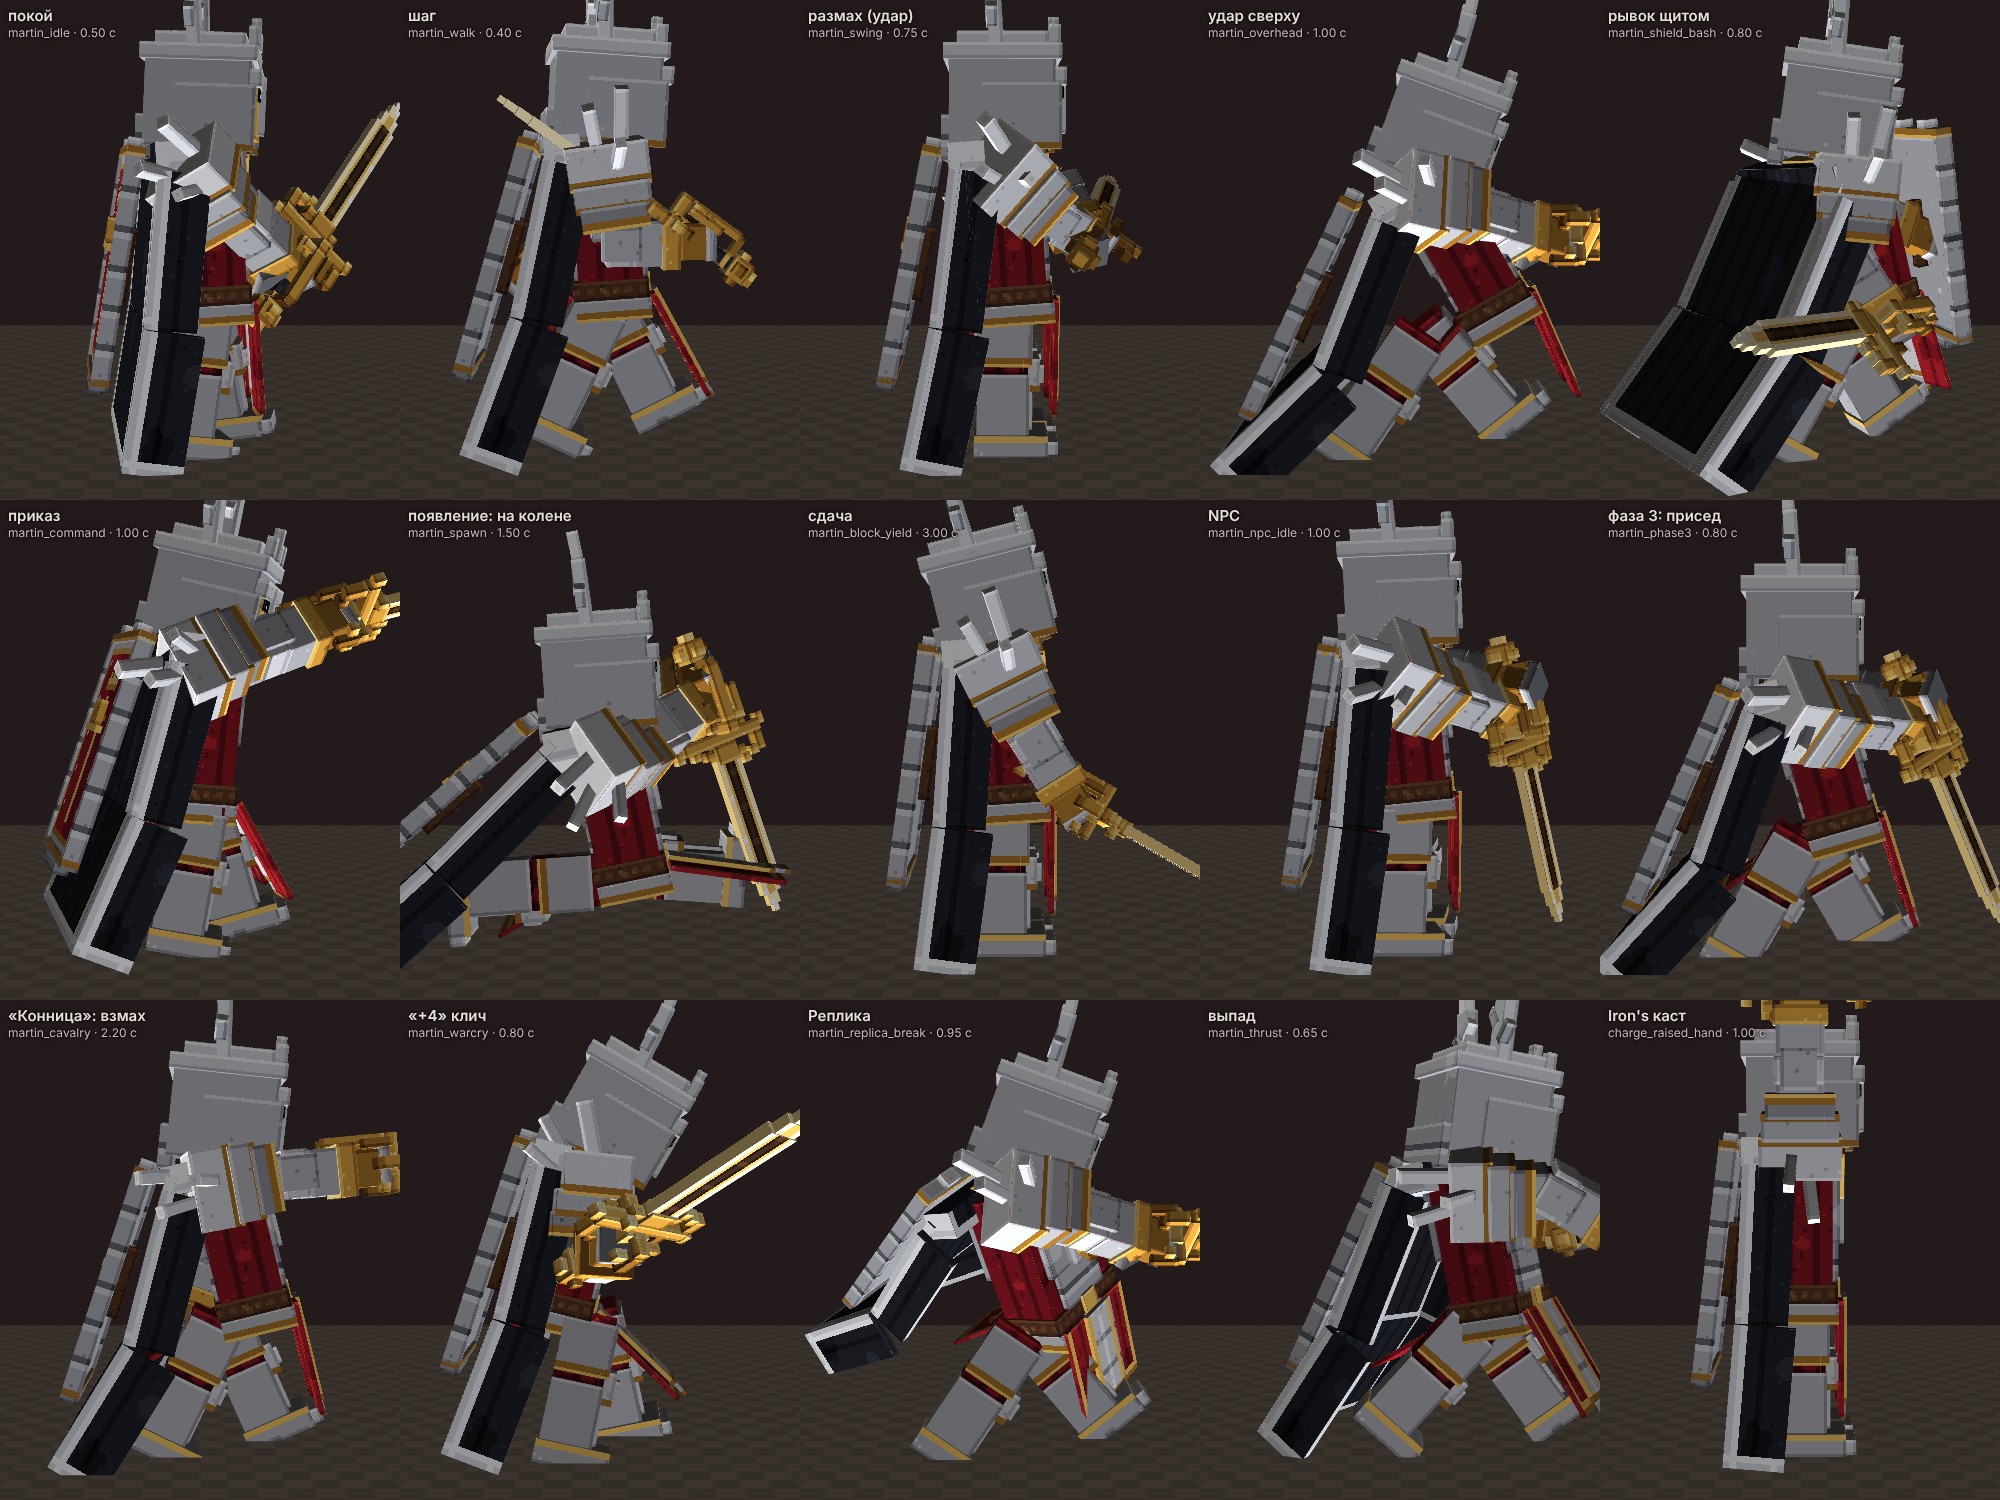 покой
martin_idle · 0.50 с
шаг
martin_walk · 0.40 с
размах (удар)
martin_swing · 0.75 с
удар сверху
martin_overhead · 1.00 с
рывок щитом
martin_shield_bash · 0.80 с
приказ
martin_command · 1.00 с
появление: на колене
martin_spawn · 1.50 с
сдача
martin_block_yield · 3.00 с
NPC
martin_npc_idle · 1.00 с
фаза 3: присед
martin_phase3 · 0.80 с
«Конница»: взмах
martin_cavalry · 2.20 с
«+4» клич
martin_warcry · 0.80 с
Реплика
martin_replica_break · 0.95 с
выпад
martin_thrust · 0.65 с
Iron's каст
charge_raised_hand · 1.00 с